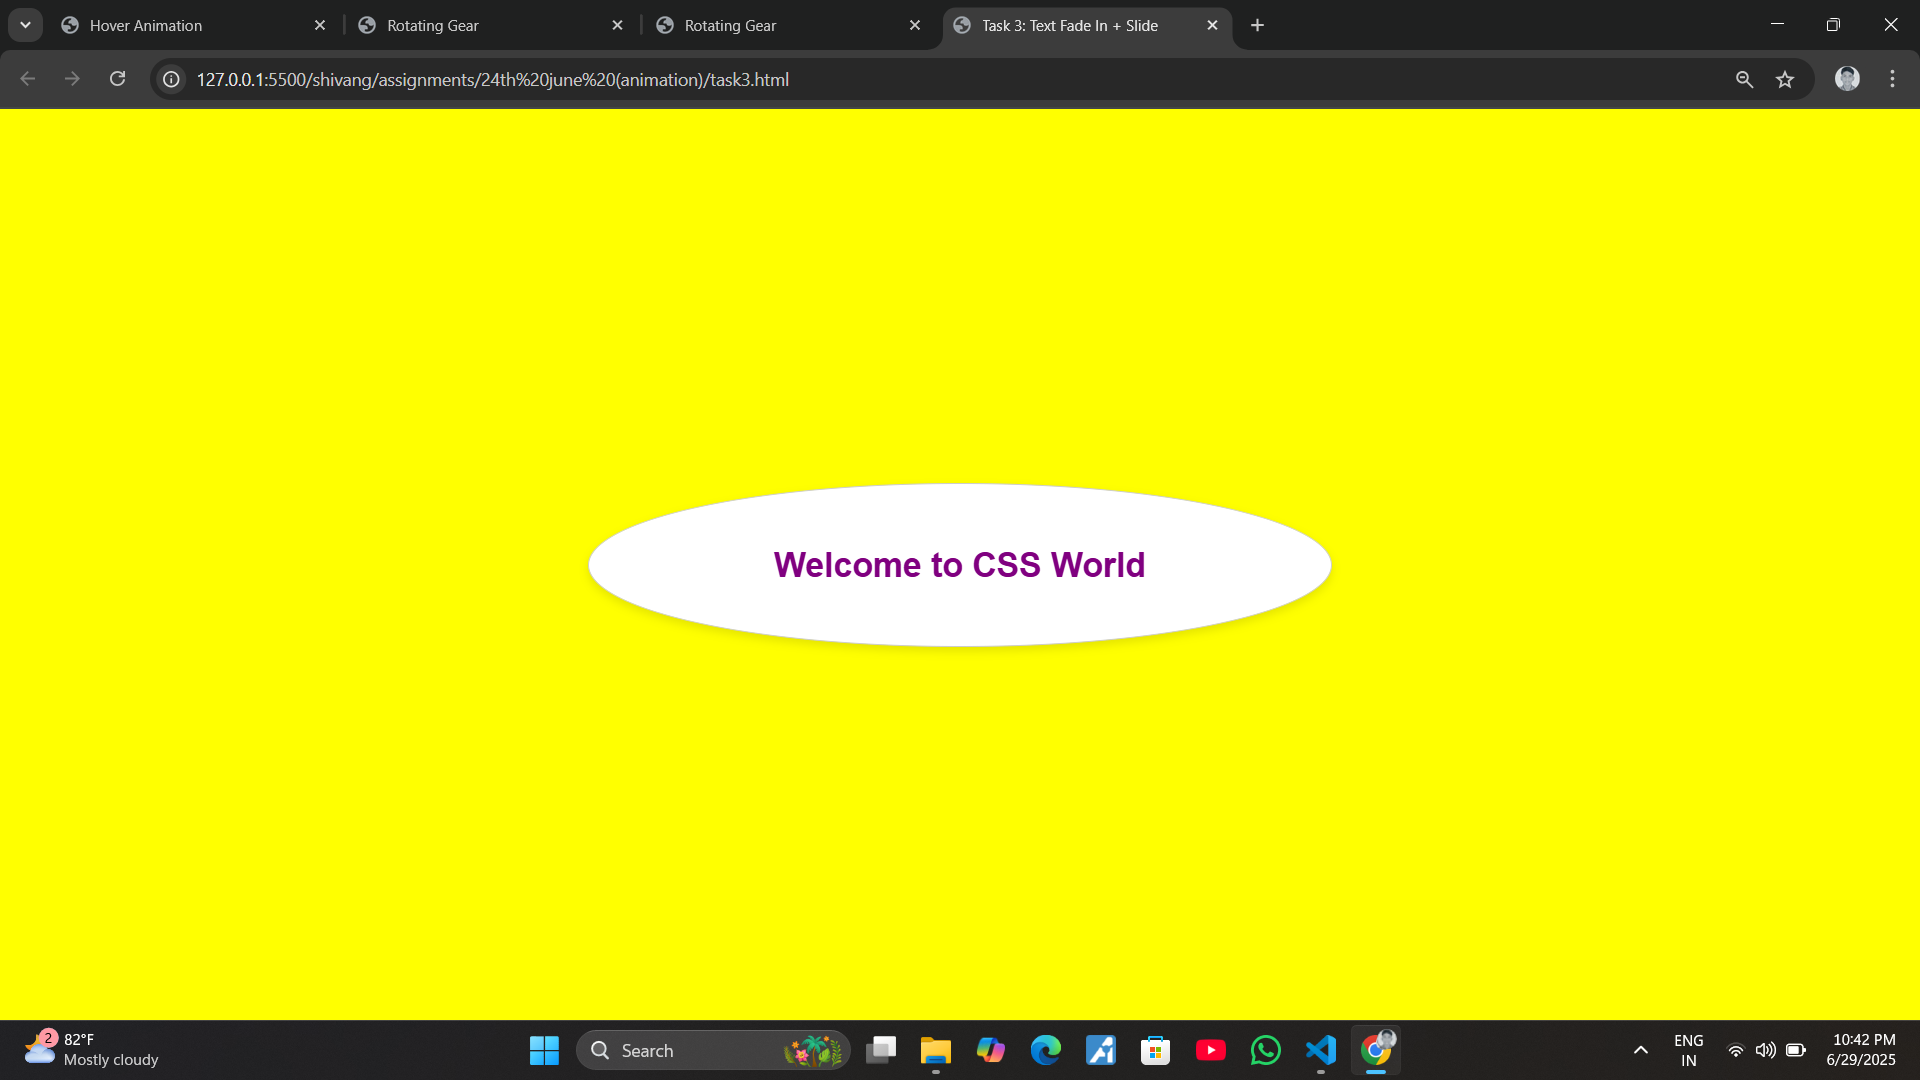 Hover Animation
Rotating Gear
Rotating Gear
Task 3: Text Fade In + Slide
127.0.0.1:5500/shivang/assignments/24th%20june%20(animation)/task3.html
Welcome to CSS World
2
82°F
Mostly cloudy
Search
ENG
IN
10:42 PM
6/29/2025